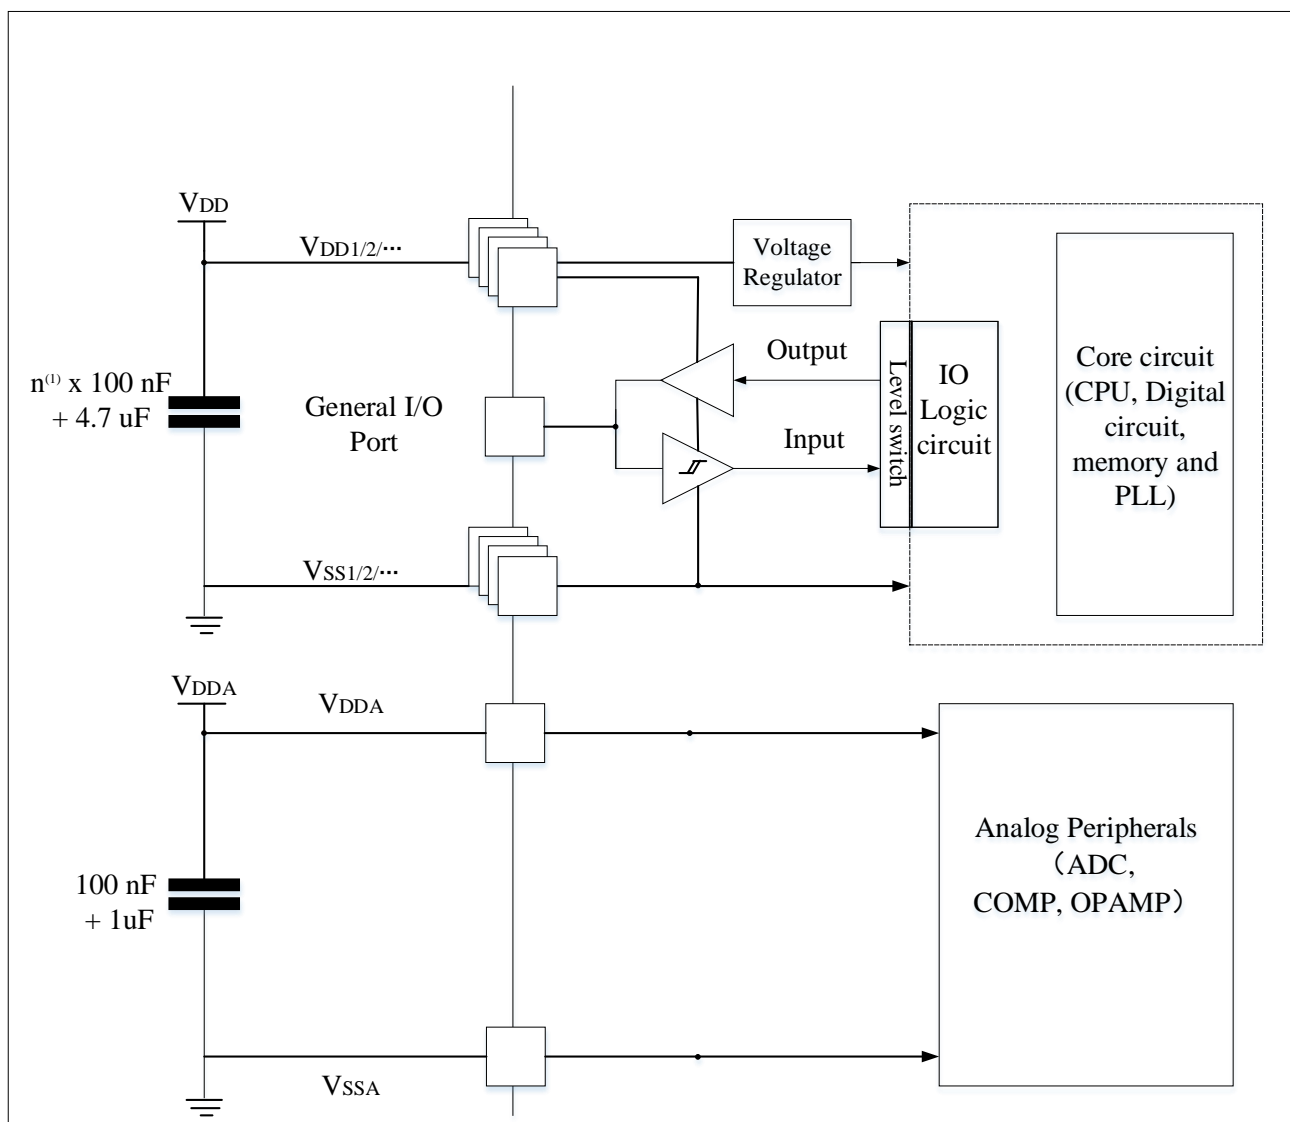 VDD
VDD1/2/···
Voltage
Regulator
n(1) x 100 nF
+ 4.7 uF
General I/O
Port
Output
Input
Level switch
IO
Logic
circuit
Core circuit
(CPU, Digital
circuit,
memory and
PLL)
VSS1/2/···
VDDA
VDDA
100 nF
+ 1uF
Analog Peripherals
（ADC,
COMP, OPAMP）
VSSA